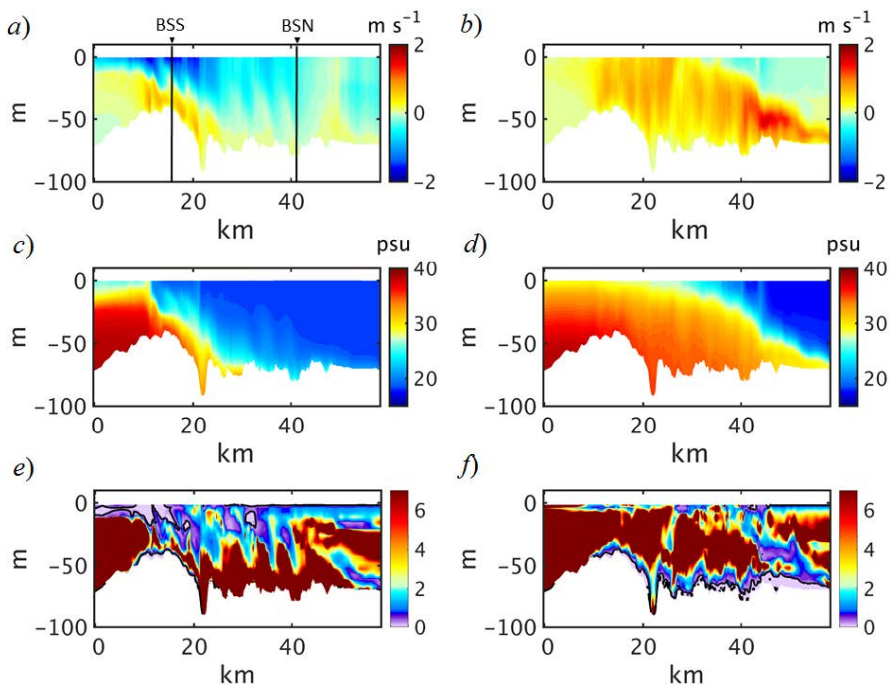 BSS BSN
a) m s⁻¹ b) m s⁻¹
0 2 0 2
m -50 0 m -50 0
-100 -2 -100 -2
0 20 40 0 20 40
km km
c) psu d) psu
0 40 0 40
m -50 30 m -50 30
20 20
-100 -100
0 20 40 0 20 40
km km
e) f)
0 6 0 6
m -50 4 m -50 4
2 2
-100 0 -100 0
0 20 40 0 20 40
km km